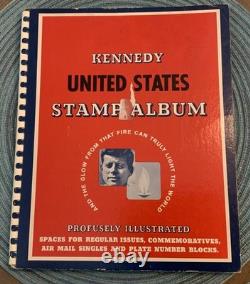 KENNEDY
UNITED STATES
STAMP ALBUM
AND THE GLOW FROM THAT FIRE CAN TRULY LIGHT THE WORLD
PROFUSELY ILLUSTRATED
SPACES FOR REGULAR ISSUES, COMMEMORATIVES,
AIR MAIL SINGLES AND PLATE NUMBER BLOCKS.